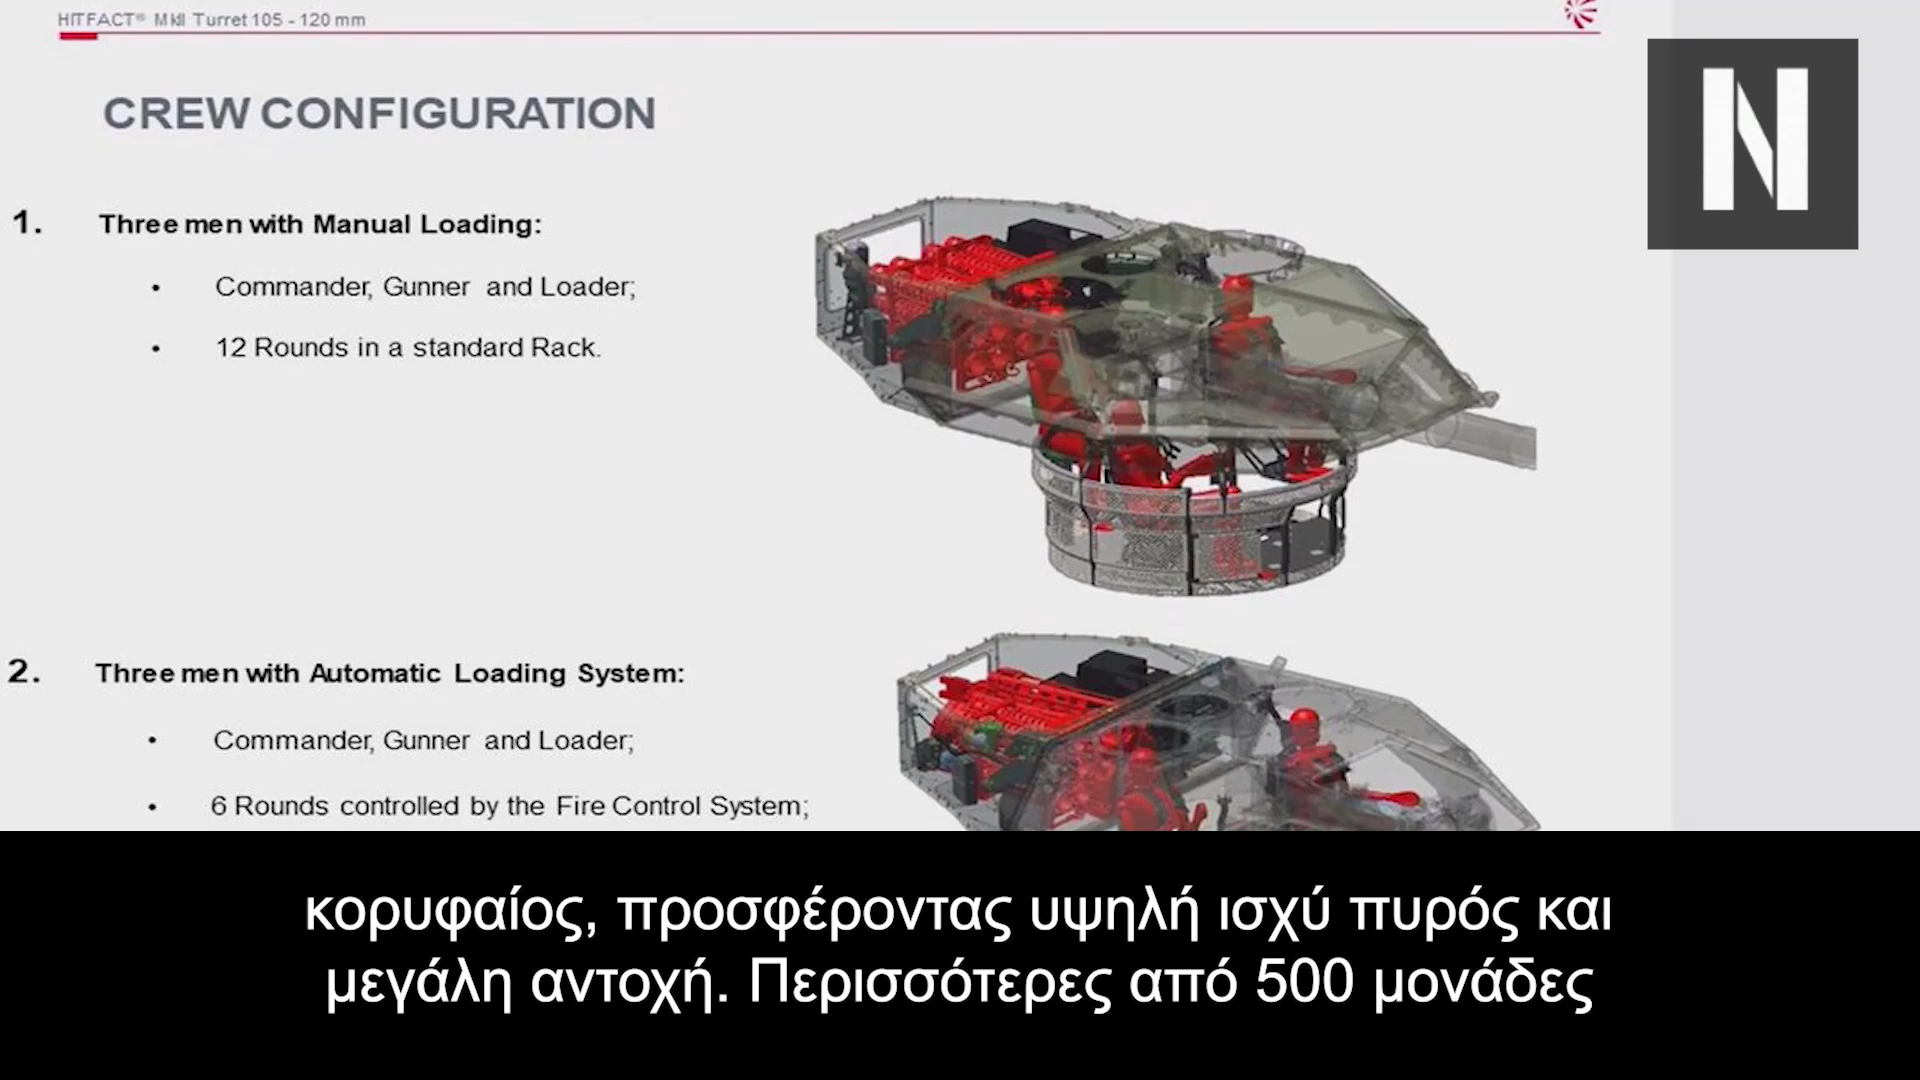 HITFACT® MkII Turret 105 - 120 mm
N
CREW CONFIGURATION
1. Three men with Manual Loading:
• Commander, Gunner and Loader;
• 12 Rounds in a standard Rack.
2. Three men with Automatic Loading System:
• Commander, Gunner and Loader;
• 6 Rounds controlled by the Fire Control System;
κορυφαίος, προσφέροντας υψηλή ισχύ πυρός και
μεγάλη αντοχή. Περισσότερες από 500 μονάδες